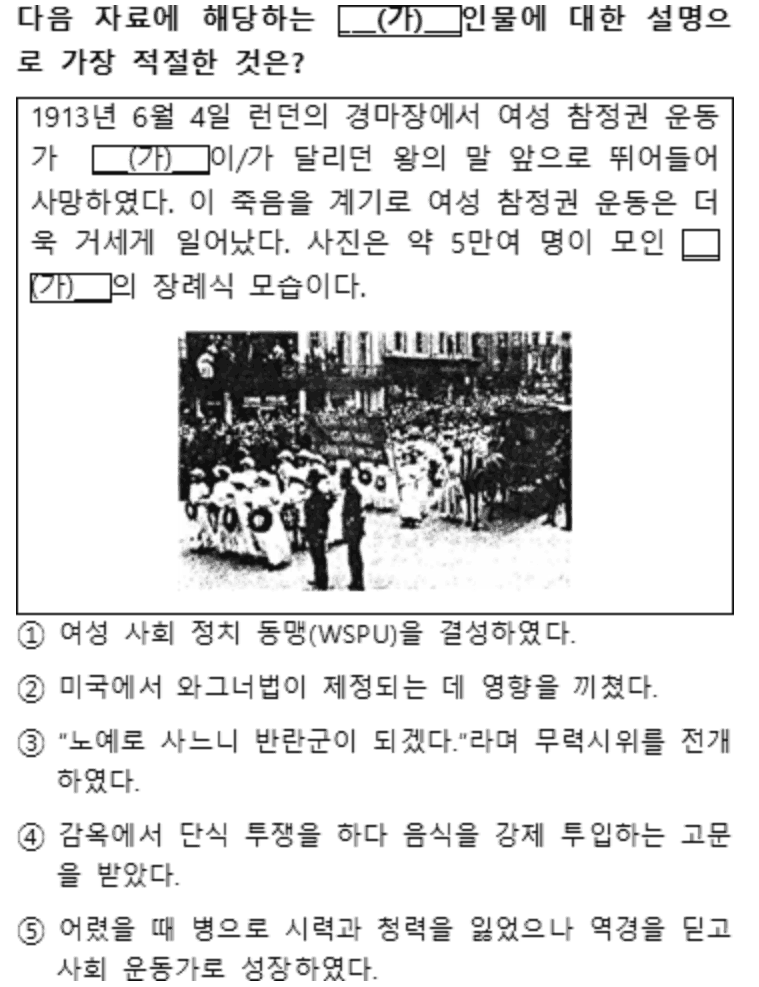 다음 자료에 해당하는 __(가)__인물에 대한 설명으
로 가장 적절한 것은?
1913년 6월 4일 런던의 경마장에서 여성 참정권 운동
가 __(가)__이/가 달리던 왕의 말 앞으로 뛰어들어
사망하였다. 이 죽음을 계기로 여성 참정권 운동은 더
욱 거세게 일어났다. 사진은 약 5만여 명이 모인 __
(가)__의 장례식 모습이다.
① 여성 사회 정치 동맹(WSPU)을 결성하였다.
② 미국에서 와그너법이 제정되는 데 영향을 끼쳤다.
③ “노예로 사느니 반란군이 되겠다.”라며 무력시위를 전개
하였다.
④ 감옥에서 단식 투쟁을 하다 음식을 강제 투입하는 고문
을 받았다.
⑤ 어렸을 때 병으로 시력과 청력을 잃었으나 역경을 딛고
사회 운동가로 성장하였다.